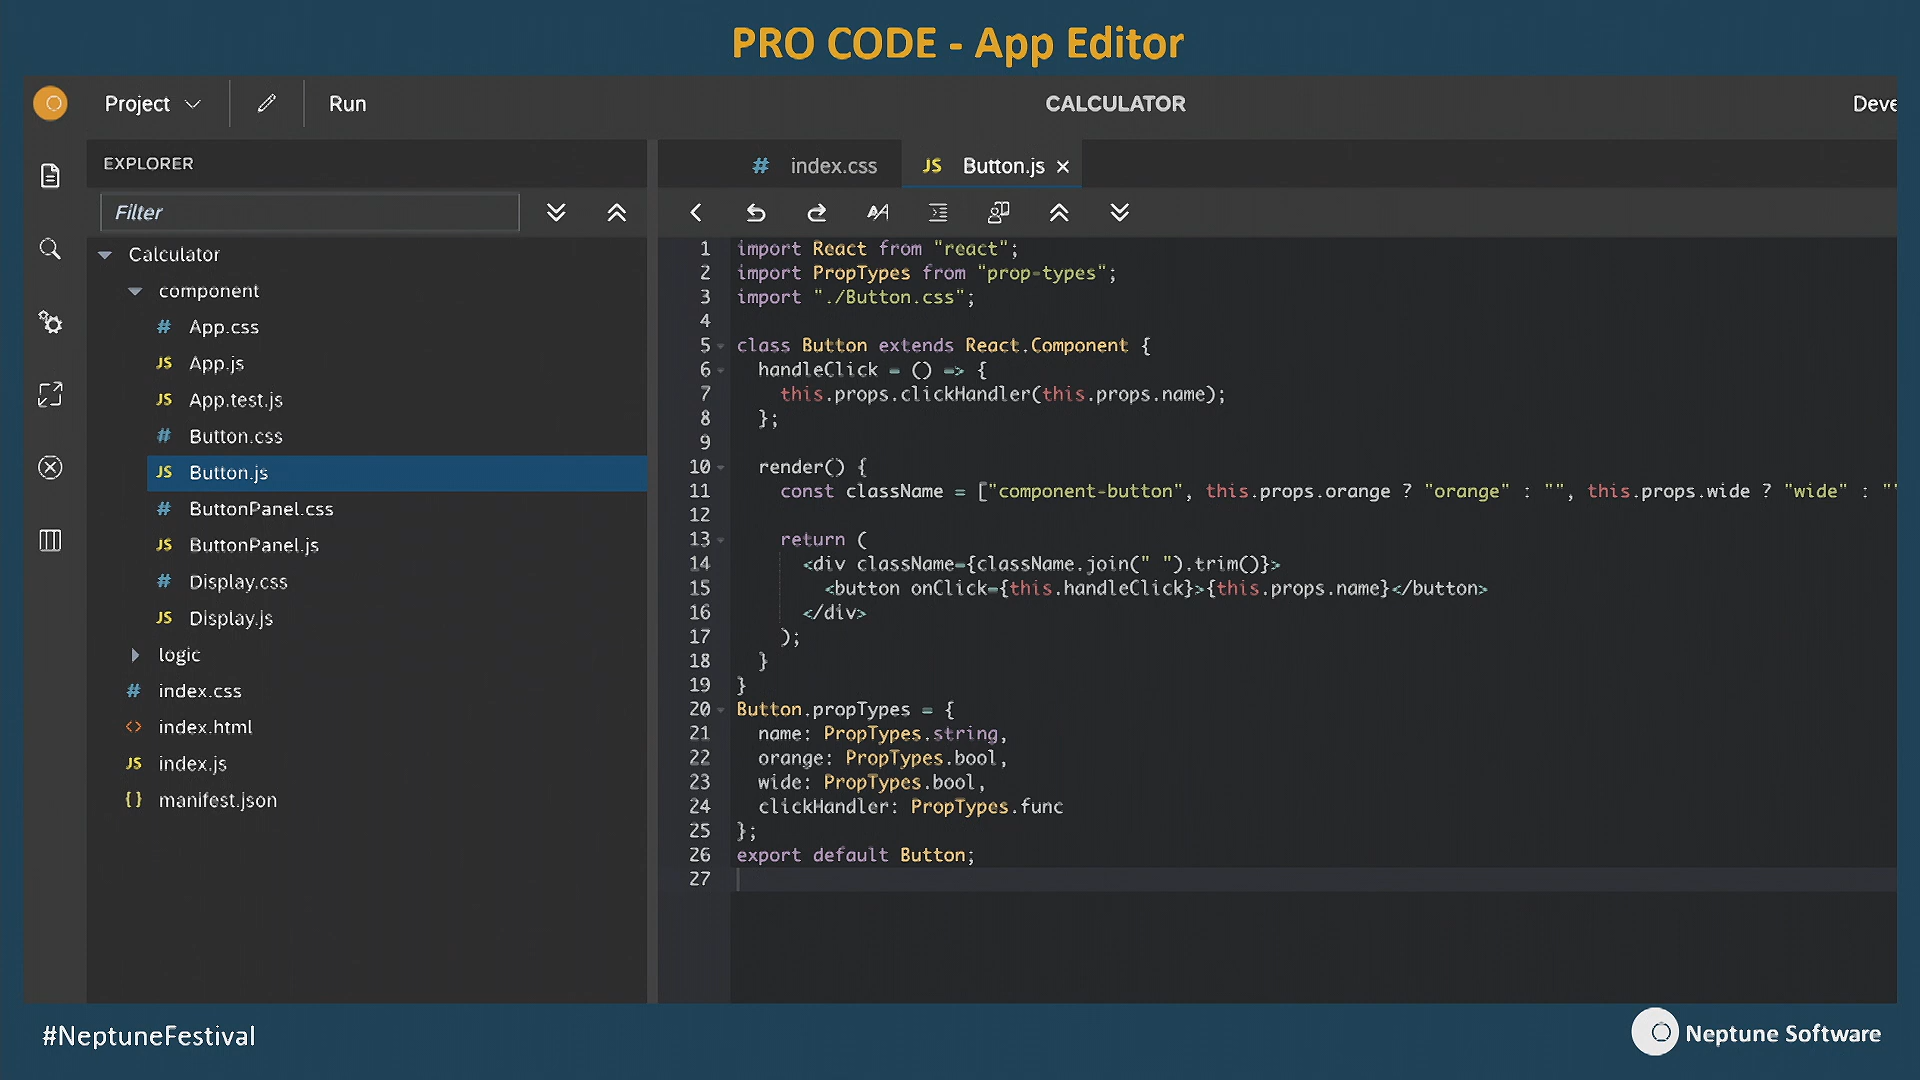 PRO CODE - App Editor
Project
Run
CALCULATOR
Deve
EXPLORER
Filter
Calculator
component
# App.css
JS App.js
JS App.test.js
# Button.css
JS Button.js
# ButtonPanel.css
JS ButtonPanel.js
# Display.css
JS Display.js
logic
# index.css
<> index.html
JS index.js
{} manifest.json
# index.css
JS Button.js ×
1 import React from "react";
2 import PropTypes from "prop-types";
3 import "./Button.css";
4
5 class Button extends React.Component {
6 handleClick = () => {
7 this.props.clickHandler(this.props.name);
8 };
9
10 render() {
11 const className = ["component-button", this.props.orange ? "orange" : "", this.props.wide ? "wide" : ""
12
13 return (
14 <div className={className.join(" ").trim()}>
15 <button onClick={this.handleClick}>{this.props.name}</button>
16 </div>
17 );
18 }
19 }
20 Button.propTypes = {
21 name: PropTypes.string,
22 orange: PropTypes.bool,
23 wide: PropTypes.bool,
24 clickHandler: PropTypes.func
25 };
26 export default Button;
27
#NeptuneFestival
Neptune Software